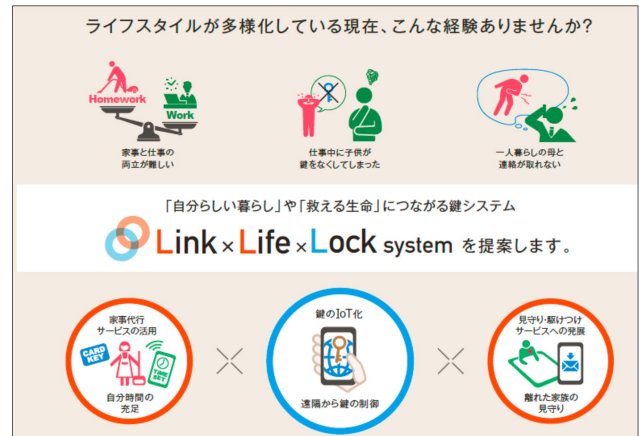 ライフスタイルが多様化している現在、こんな経験ありませんか?
Homework
Work
家事と仕事の
両立が難しい
仕事中に子供が
鍵をなくしてしまった
一人暮らしの母と
連絡が取れない
「自分らしい暮らし」や「救える生命」につながる鍵システム
Link×Life×Lock system を提案します。
家事代行
サービスの活用
CARD
KEY
TIME
SET
自分時間の
充足
鍵のIoT化
遠隔から鍵の制御
見守り・駆けつけ
サービスへの発展
離れた家族の
見守り